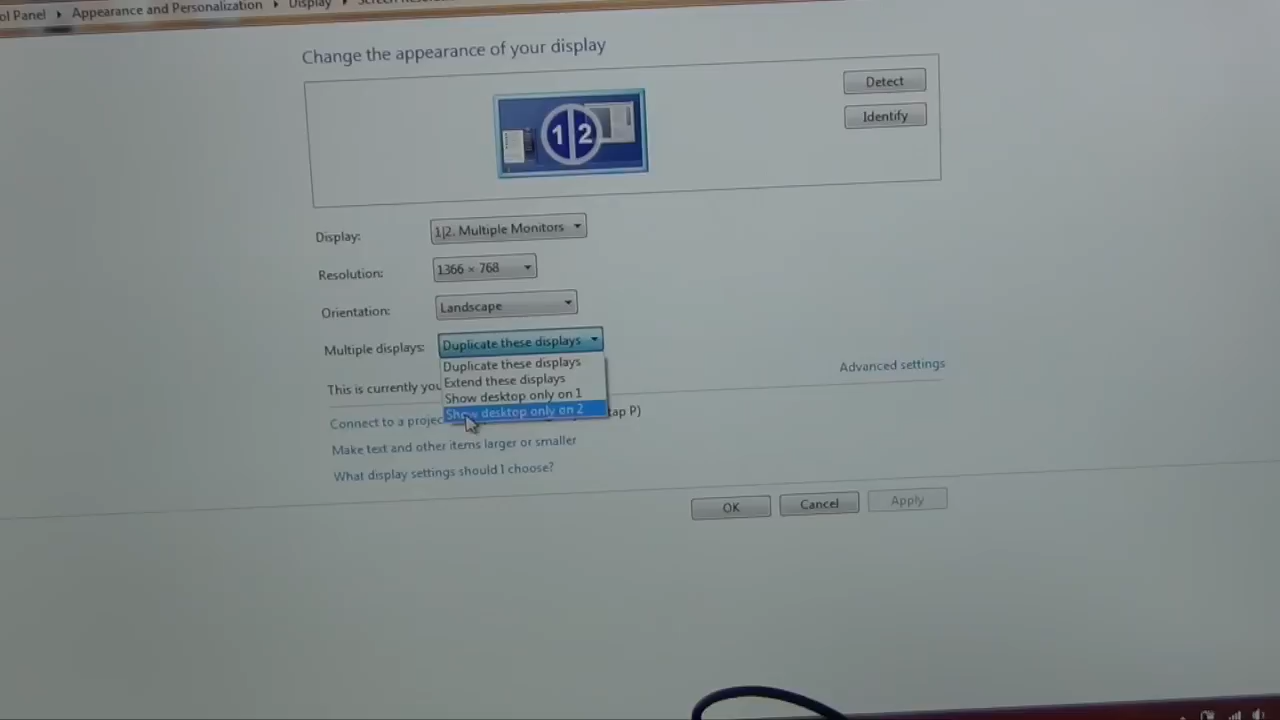 Panel ▸ Appearance and Personalization ▸ Display ▸
Change the appearance of your display
1 2
Detect
Identify
Display: 1|2. Multiple Monitors
Resolution: 1366 × 768
Orientation: Landscape
Multiple displays: Duplicate these displays
Duplicate these displays
Extend these displays
Show desktop only on 1
Show desktop only on 2
This is currently
Advanced settings
Connect to a tap P)
Make text and other items larger or smaller
What display settings should I choose?
OK Cancel Apply